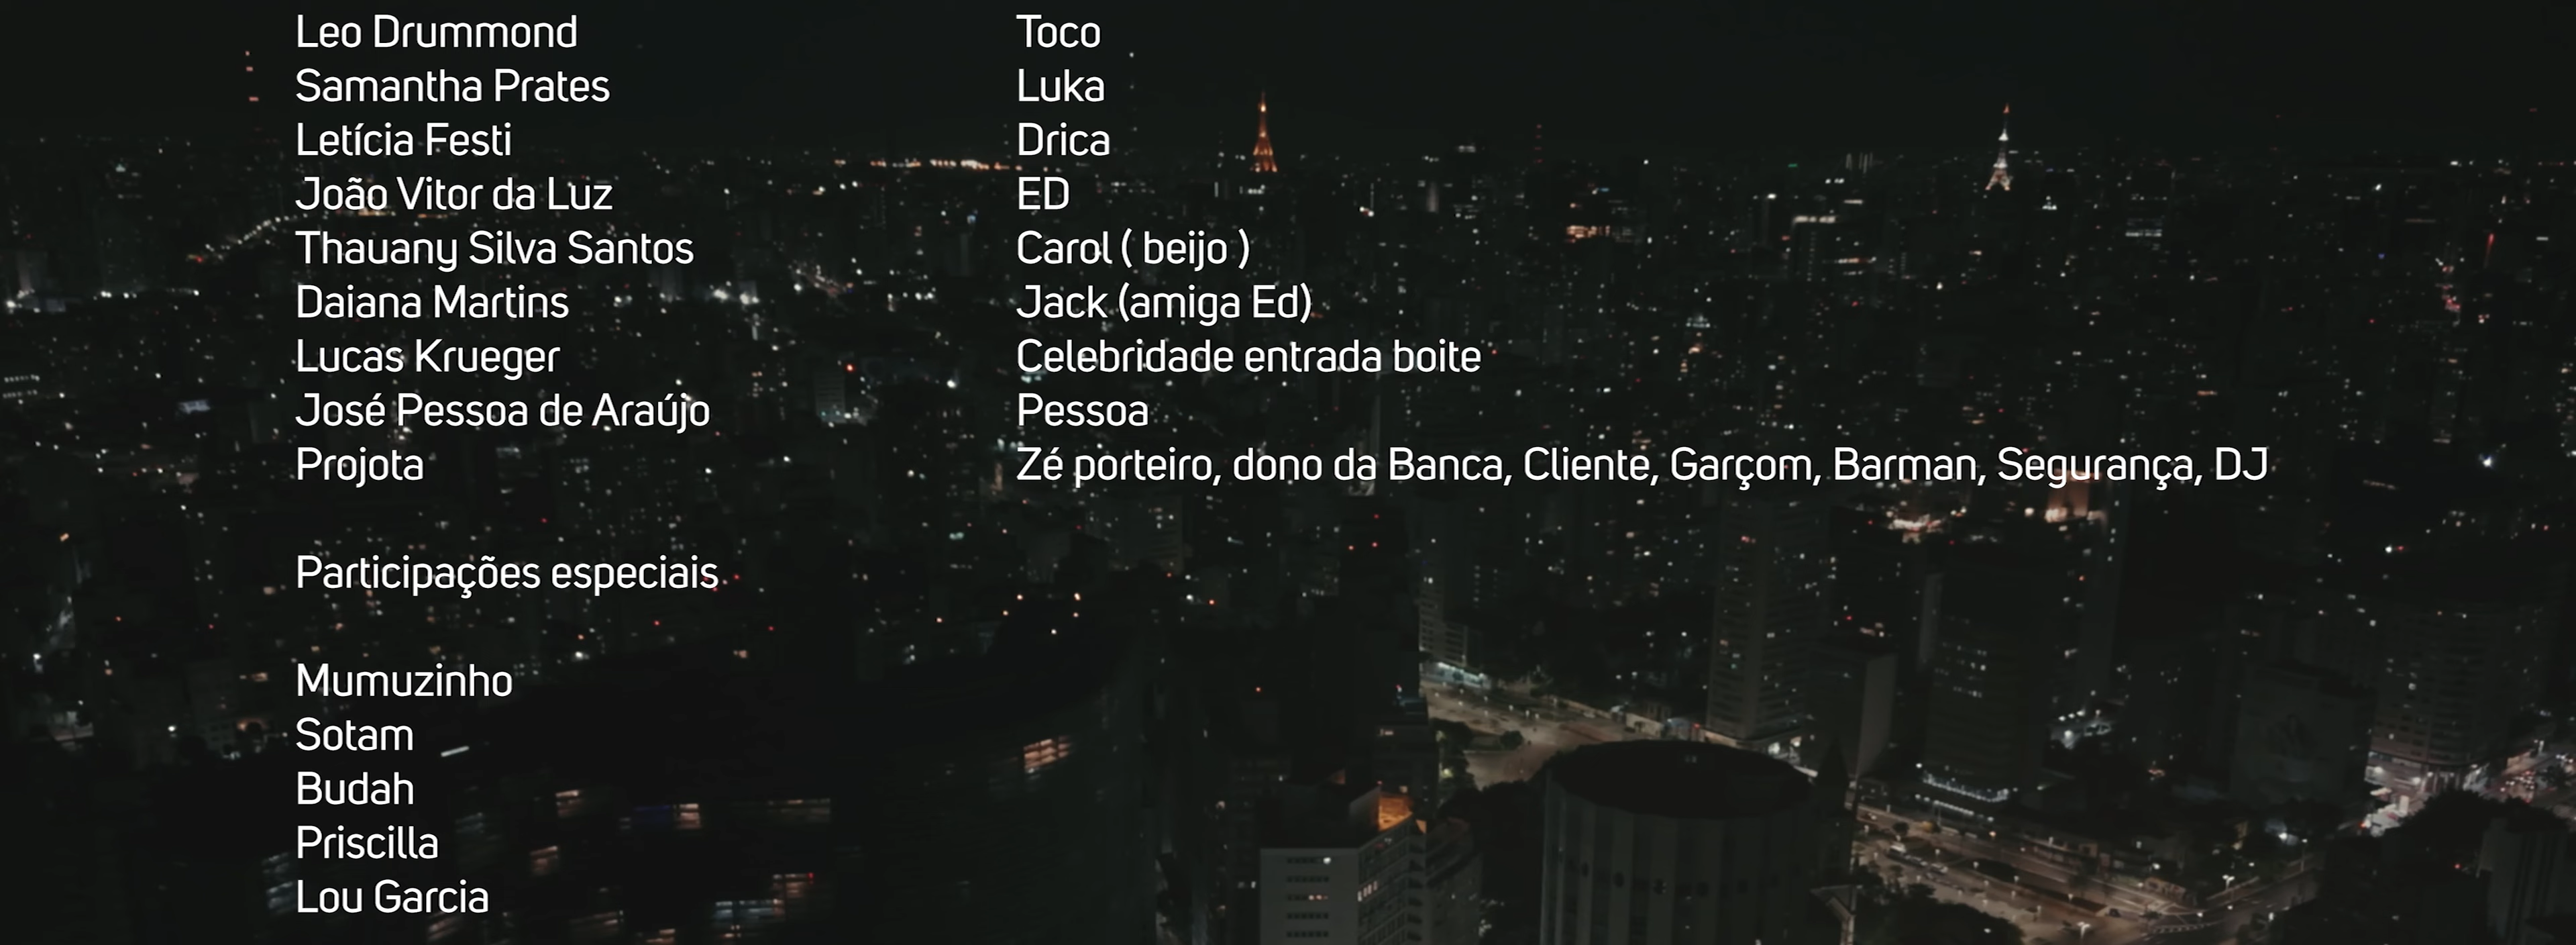 Leo Drummond Toco
Samantha Prates Luka
Letícia Festi Drica
João Vitor da Luz ED
Thauany Silva Santos Carol ( beijo )
Daiana Martins Jack (amiga Ed)
Lucas Krueger Celebridade entrada boite
José Pessoa de Araújo Pessoa
Projota Zé porteiro, dono da Banca, Cliente, Garçom, Barman, Segurança, DJ
Participações especiais
Mumuzinho
Sotam
Budah
Priscilla
Lou Garcia